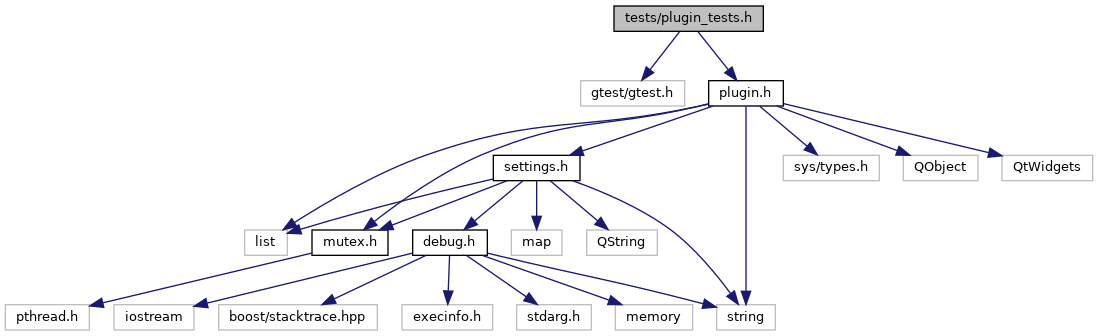 tests/plugin_tests.h
gtest/gtest.h
plugin.h
settings.h
sys/types.h
QObject
QtWidgets
list
mutex.h
debug.h
map
QString
pthread.h
iostream
boost/stacktrace.hpp
execinfo.h
stdarg.h
memory
string